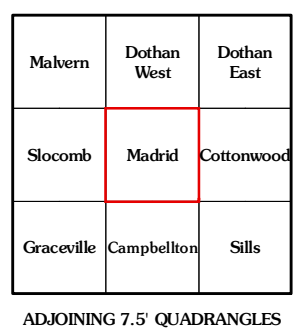 Malvern
Dothan West
Dothan East
Slocomb
Madrid
Cottonwood
Graceville
Campbellton
Sills
ADJOINING 7.5' QUADRANGLES